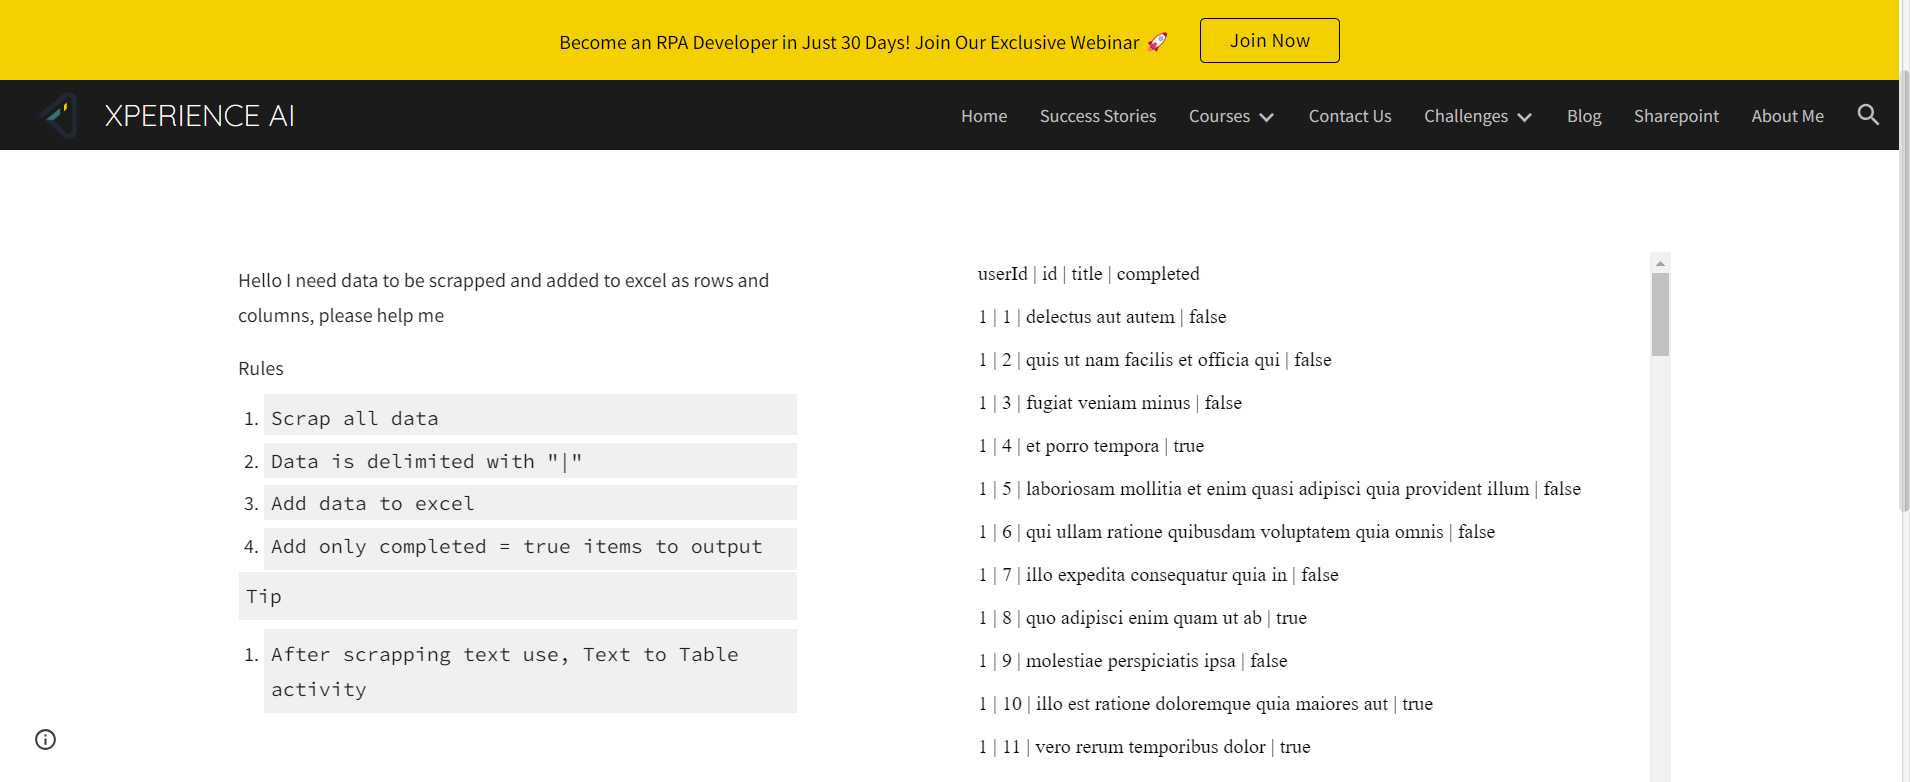 Become an RPA Developer in Just 30 Days! Join Our Exclusive Webinar 🚀
Join Now
XPERIENCE AI
Home
Success Stories
Courses
Contact Us
Challenges
Blog
Sharepoint
About Me
Hello I need data to be scrapped and added to excel as rows and
columns, please help me
Rules
1. Scrap all data
2. Data is delimited with "|"
3. Add data to excel
4. Add only completed = true items to output
Tip
1. After scrapping text use, Text to Table
activity
userId | id | title | completed
1 | 1 | delectus aut autem | false
1 | 2 | quis ut nam facilis et officia qui | false
1 | 3 | fugiat veniam minus | false
1 | 4 | et porro tempora | true
1 | 5 | laboriosam mollitia et enim quasi adipisci quia provident illum | false
1 | 6 | qui ullam ratione quibusdam voluptatem quia omnis | false
1 | 7 | illo expedita consequatur quia in | false
1 | 8 | quo adipisci enim quam ut ab | true
1 | 9 | molestiae perspiciatis ipsa | false
1 | 10 | illo est ratione doloremque quia maiores aut | true
1 | 11 | vero rerum temporibus dolor | true